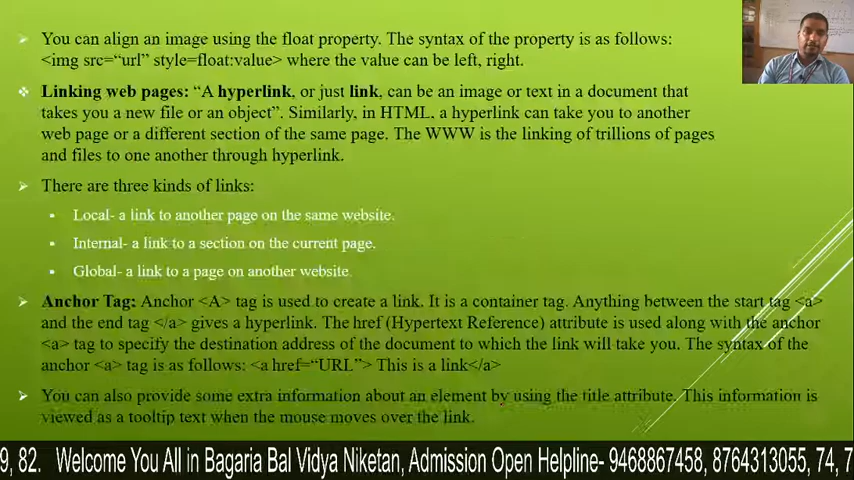 You can align an image using the float property. The syntax of the property is as follows:
<img src=“url” style=float:value> where the value can be left, right.
Linking web pages: “A hyperlink, or just link, can be an image or text in a document that
takes you a new file or an object”. Similarly, in HTML, a hyperlink can take you to another
web page or a different section of the same page. The WWW is the linking of trillions of pages
and files to one another through hyperlink.
There are three kinds of links:
Local- a link to another page on the same website.
Internal- a link to a section on the current page.
Global- a link to a page on another website.
Anchor Tag: Anchor <A> tag is used to create a link. It is a container tag. Anything between the start tag <a>
and the end tag </a> gives a hyperlink. The href (Hypertext Reference) attribute is used along with the anchor
<a> tag to specify the destination address of the document to which the link will take you. The syntax of the
anchor <a> tag is as follows: <a href=“URL”> This is a link</a>
You can also provide some extra information about an element by using the title attribute. This information is
viewed as a tooltip text when the mouse moves over the link.
9, 82. Welcome You All in Bagaria Bal Vidya Niketan, Admission Open Helpline- 9468867458, 8764313055, 74, 7